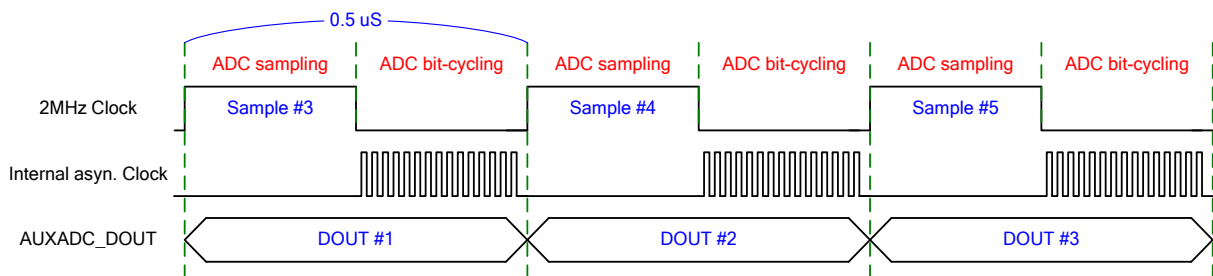 0.5 uS
ADC sampling ADC bit-cycling ADC sampling ADC bit-cycling ADC sampling ADC bit-cycling
2MHz Clock Sample #3 Sample #4 Sample #5
Internal asyn. Clock
AUXADC_DOUT DOUT #1 DOUT #2 DOUT #3